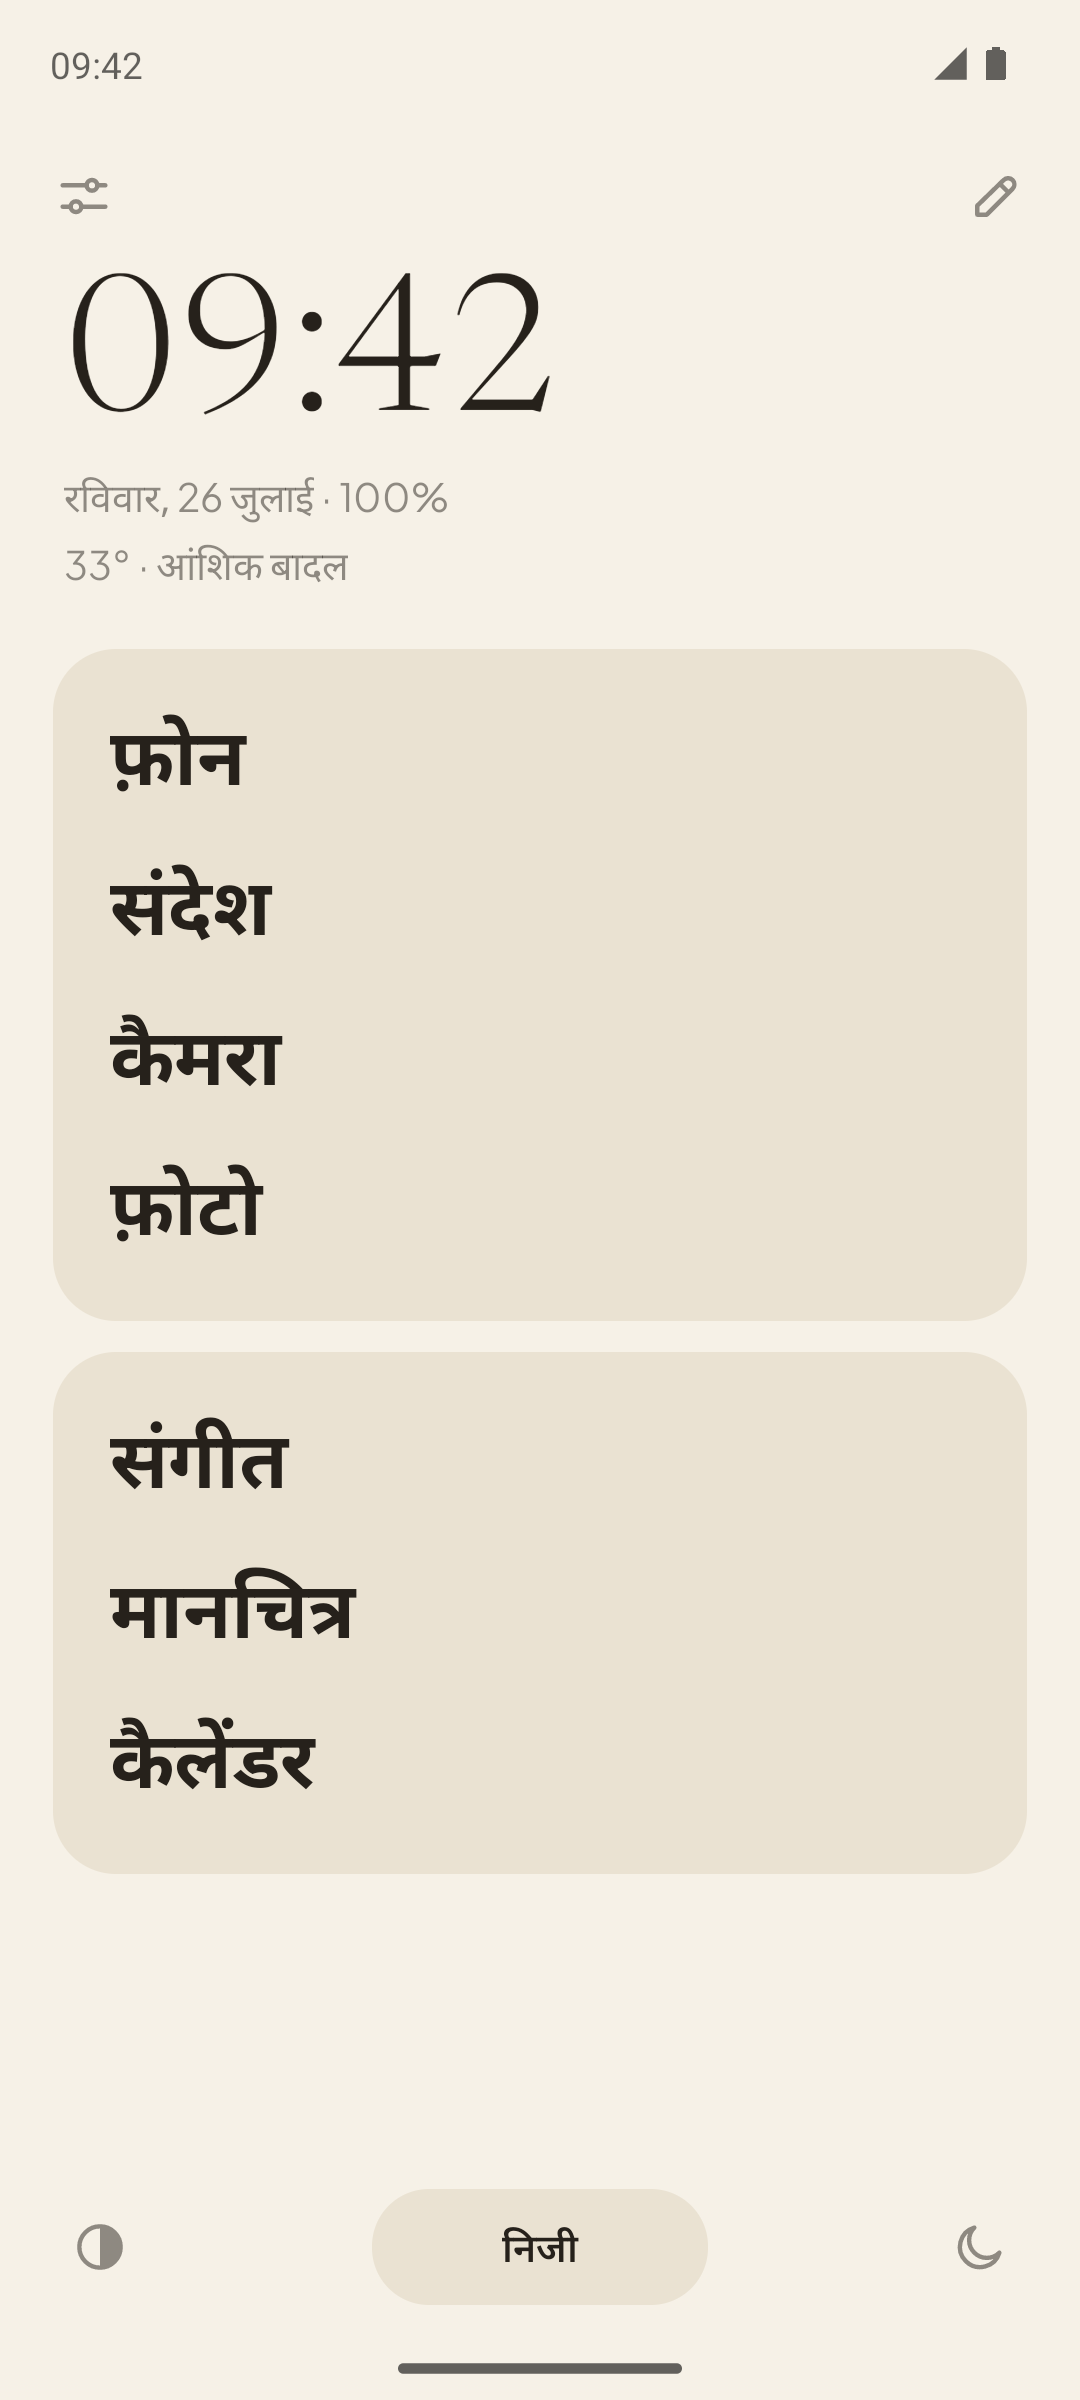 09:42
09:42
रविवार, 26 जुलाई · 100%
33° · आंशिक बादल
फ़ोन
संदेश
कैमरा
फ़ोटो
संगीत
मानचित्र
कैलेंडर
निजी